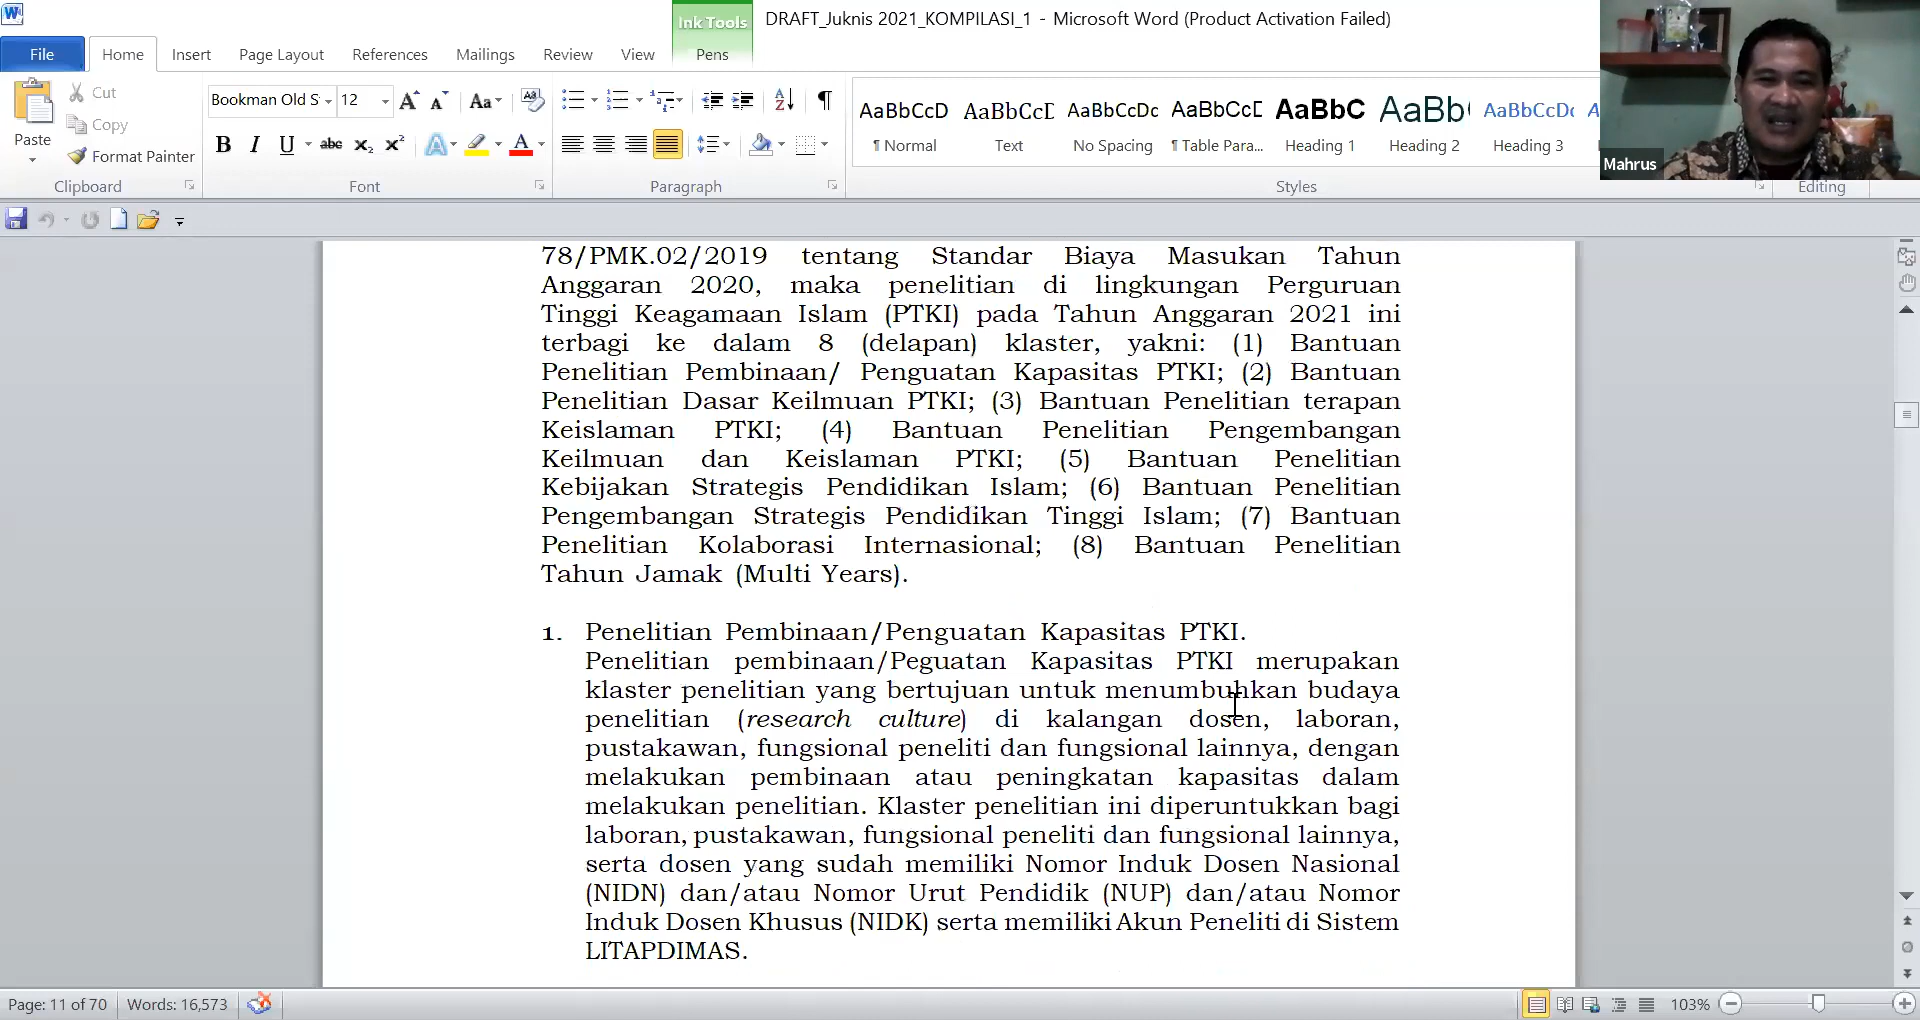 Ink Tools
DRAFT_Juknis 2021_KOMPILASI_1 - Microsoft Word (Product Activation Failed)
File Home Insert Page Layout References Mailings Review View Pens
Paste
Cut
Copy
Format Painter
Clipboard
Bookman Old S 12
Font
Paragraph
AaBbCcD AaBbCcE AaBbCcDc AaBbCcE AaBbC AaBb( AaBbCcDc A
¶ Normal Text No Spacing ¶ Table Para... Heading 1 Heading 2 Heading 3
Styles
Editing
Mahrus
78/PMK.02/2019 tentang Standar Biaya Masukan Tahun
Anggaran 2020, maka penelitian di lingkungan Perguruan
Tinggi Keagamaan Islam (PTKI) pada Tahun Anggaran 2021 ini
terbagi ke dalam 8 (delapan) klaster, yakni: (1) Bantuan
Penelitian Pembinaan/ Penguatan Kapasitas PTKI; (2) Bantuan
Penelitian Dasar Keilmuan PTKI; (3) Bantuan Penelitian terapan
Keislaman PTKI; (4) Bantuan Penelitian Pengembangan
Keilmuan dan Keislaman PTKI; (5) Bantuan Penelitian
Kebijakan Strategis Pendidikan Islam; (6) Bantuan Penelitian
Pengembangan Strategis Pendidikan Tinggi Islam; (7) Bantuan
Penelitian Kolaborasi Internasional; (8) Bantuan Penelitian
Tahun Jamak (Multi Years).
1. Penelitian Pembinaan/Penguatan Kapasitas PTKI.
Penelitian pembinaan/Peguatan Kapasitas PTKI merupakan
klaster penelitian yang bertujuan untuk menumbuhkan budaya
penelitian (research culture) di kalangan dosen, laboran,
pustakawan, fungsional peneliti dan fungsional lainnya, dengan
melakukan pembinaan atau peningkatan kapasitas dalam
melakukan penelitian. Klaster penelitian ini diperuntukkan bagi
laboran, pustakawan, fungsional peneliti dan fungsional lainnya,
serta dosen yang sudah memiliki Nomor Induk Dosen Nasional
(NIDN) dan/atau Nomor Urut Pendidik (NUP) dan/atau Nomor
Induk Dosen Khusus (NIDK) serta memiliki Akun Peneliti di Sistem
LITAPDIMAS.
Page: 11 of 70 Words: 16,573 103%